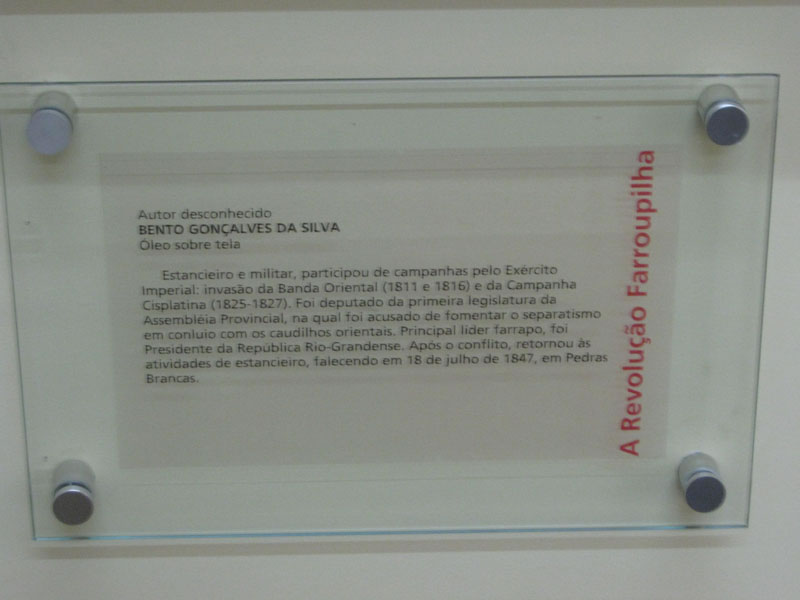 Autor desconhecido
BENTO GONÇALVES DA SILVA
Óleo sobre tela
Estancieiro e militar, participou de campanhas pelo Exército
Imperial: invasão da Banda Oriental (1811 e 1816) e da Campanha
Cisplatina (1825-1827). Foi deputado da primeira legislatura da
Assembléia Provincial, na qual foi acusado de fomentar o separatismo
em conluio com os caudilhos orientais. Principal líder farrapo, foi
Presidente da República Rio-Grandense. Após o conflito, retornou às
atividades de estancieiro, falecendo em 18 de julho de 1847, em Pedras
Brancas.
A Revolução Farroupilha